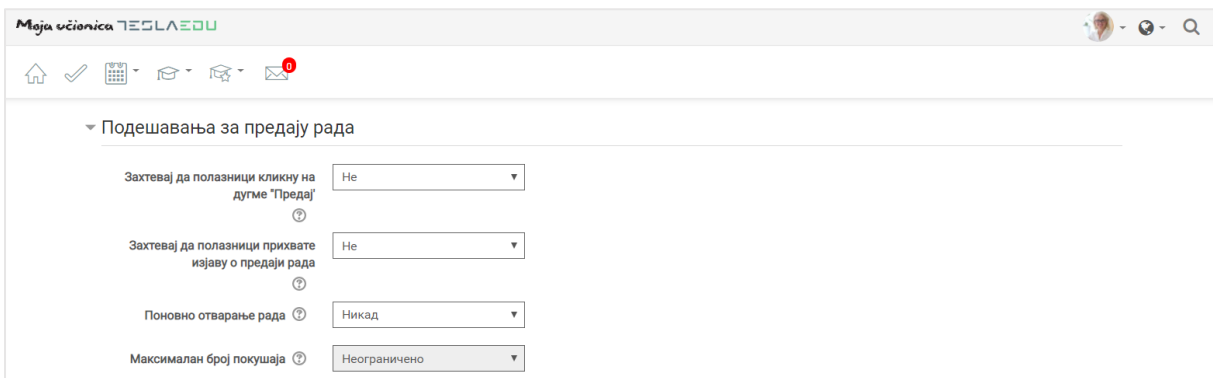 Moja učionica TESLAEDU
0
Подешавања за предају рада
Захтевај да полазници кликну на
дугме "Предај'
Не
Захтевај да полазници прихвате
изјаву о предаји рада
Не
Поновно отварање рада
Никад
Максималан број покушаја
Неограничено